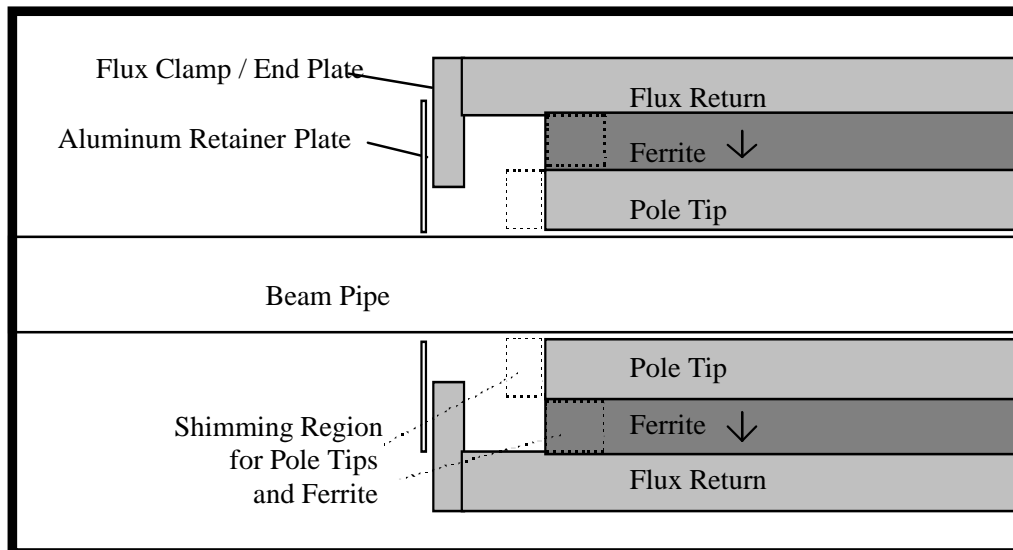 Flux Clamp / End Plate
Flux Return
Aluminum Retainer Plate
Ferrite
Pole Tip
Beam Pipe
Pole Tip
Shimming Region
for Pole Tips
and Ferrite
Ferrite
Flux Return